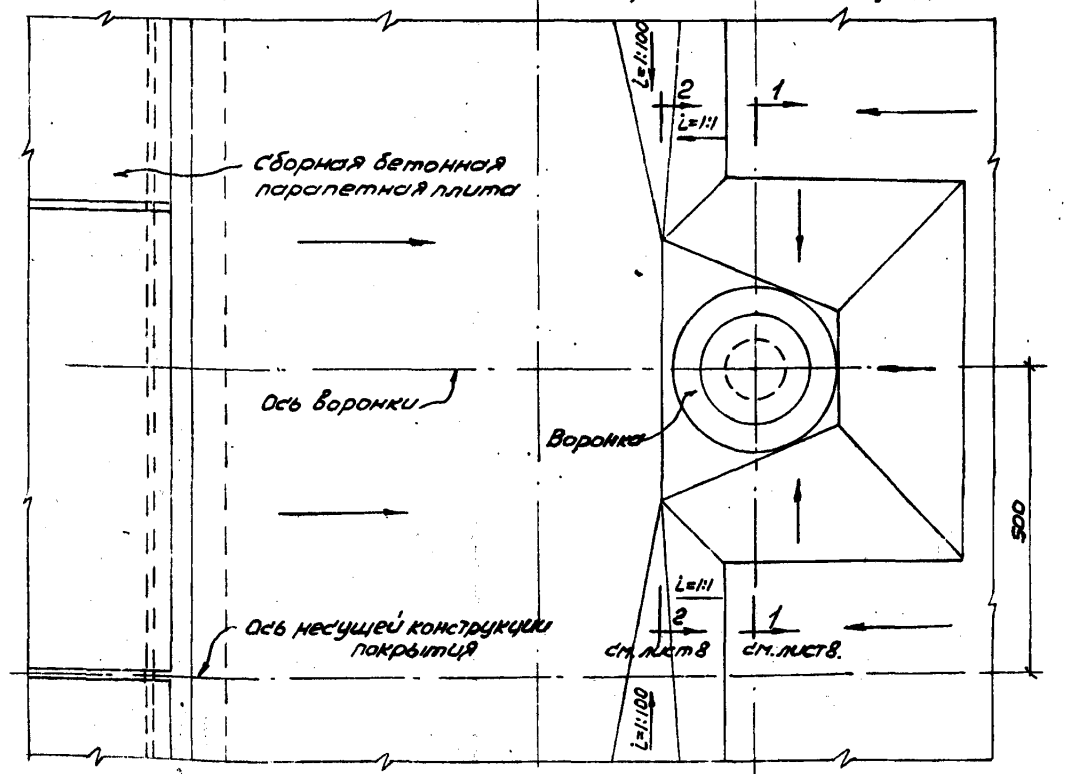 i=1:100
2
1
i=1:1
Сборная бетонная
парапетная плита
Ось воронки
Воронка
500
i=1:1
Ось несущей конструкции
покрытия
2
1
см. лист 8
см. лист 8.
i=1:100